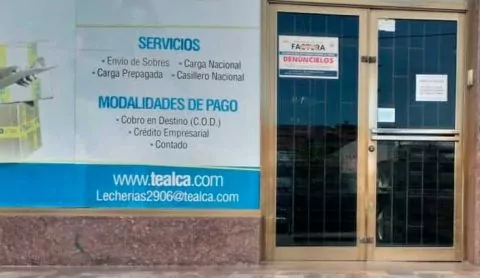 SERVICIOS
• Envio de Sobres • Carga Nacional
• Carga Prepagada • Casillero Nacional
MODALIDADES DE PAGO
• Cobro en Destino (C.O.D.)
• Crédito Empresarial
• Contado
www.tealca.com
Lecherias2906@tealca.com
FACTURA
DENÚNCIELOS